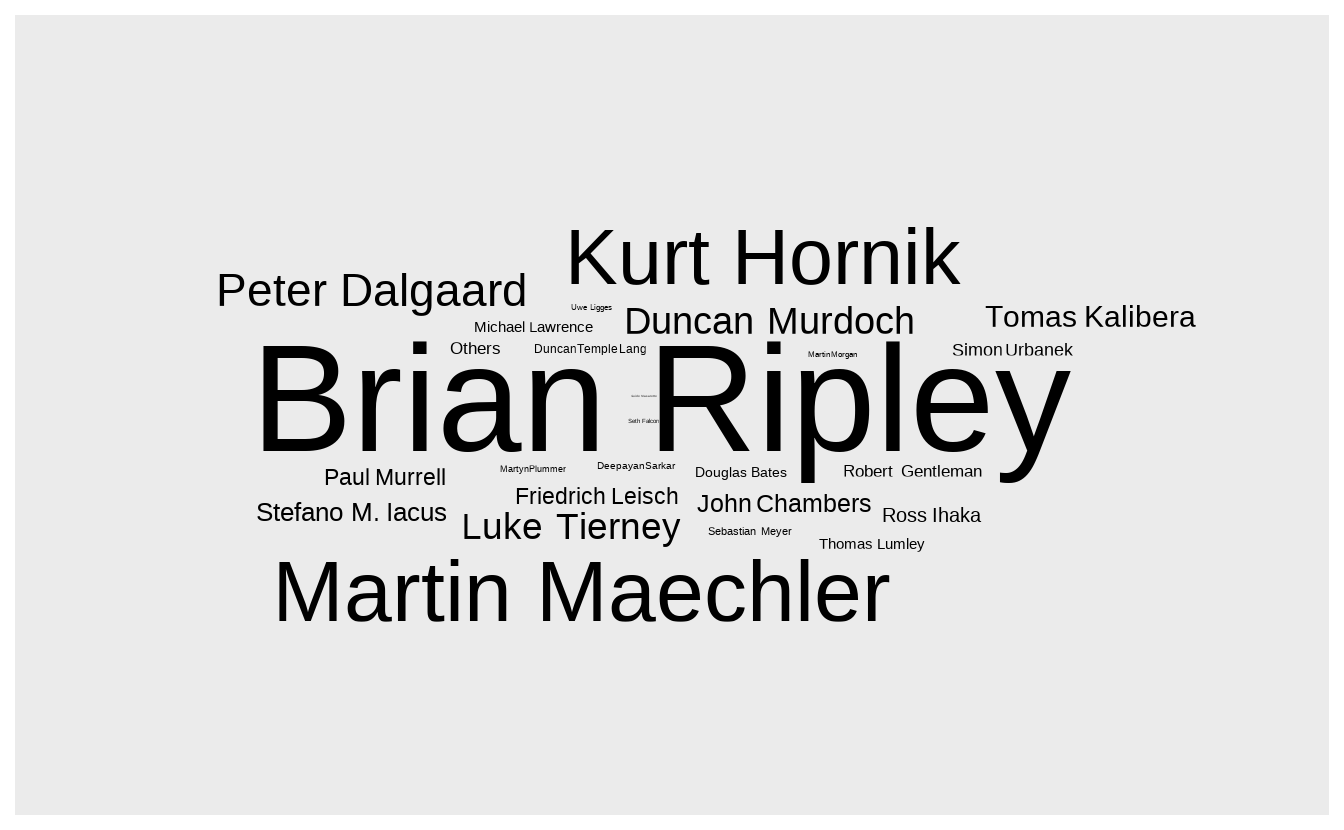 Kurt Hornik
Peter Dalgaard
Uwe Ligges
Duncan Murdoch
Tomas Kalibera
Michael Lawrence
Others
Duncan Temple Lang
Martin Morgan
Simon Urbanek
Brian Ripley
Seth Falcon
Paul Murrell
Martyn Plummer
Deepayan Sarkar
Douglas Bates
Robert Gentleman
Friedrich Leisch
John Chambers
Stefano M. Iacus
Ross Ihaka
Luke Tierney
Sebastian Meyer
Thomas Lumley
Martin Maechler